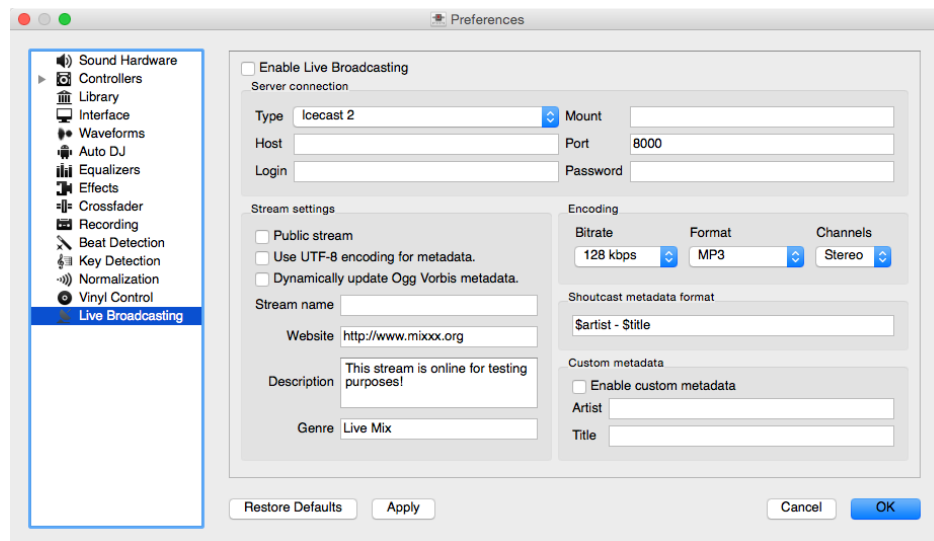 Preferences
Sound Hardware
Controllers
Library
Interface
Waveforms
Auto DJ
Equalizers
Effects
Crossfader
Recording
Beat Detection
Key Detection
Normalization
Vinyl Control
Live Broadcasting
Enable Live Broadcasting
Server connection
Type Icecast 2 Mount
Host Port 8000
Login Password
Stream settings
Public stream
Use UTF-8 encoding for metadata.
Dynamically update Ogg Vorbis metadata.
Stream name
Website http://www.mixxx.org
Description This stream is online for testing
purposes!
Genre Live Mix
Encoding
Bitrate Format Channels
128 kbps MP3 Stereo
Shoutcast metadata format
$artist - $title
Custom metadata
Enable custom metadata
Artist
Title
Restore Defaults Apply Cancel OK